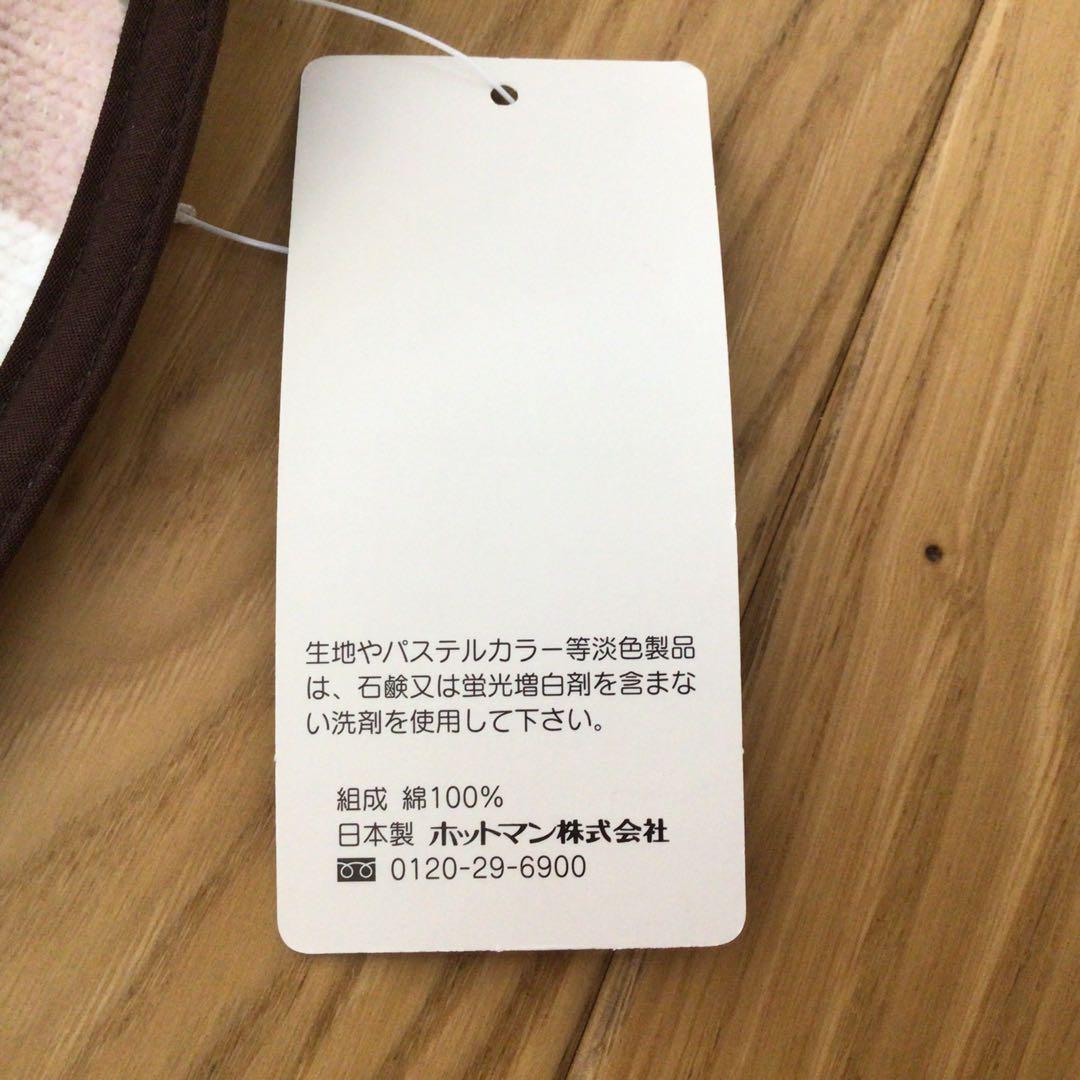 生地やパステルカラー等淡色製品
は、石鹸又は蛍光増白剤を含まな
い洗剤を使用して下さい。
組成 綿100%
日本製 ホットマン株式会社
0120-29-6900